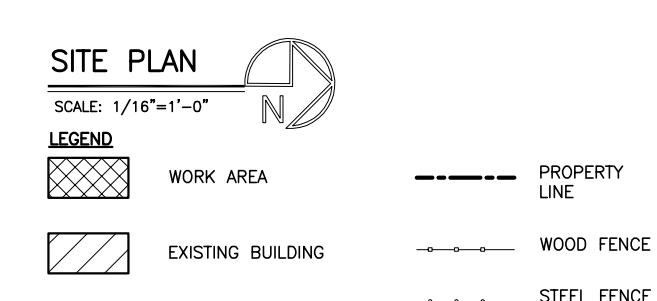 SITE PLAN
SCALE: 1/16"=1'-0"
N
LEGEND
WORK AREA
EXISTING BUILDING
PROPERTY
LINE
WOOD FENCE
STEEL FENCE